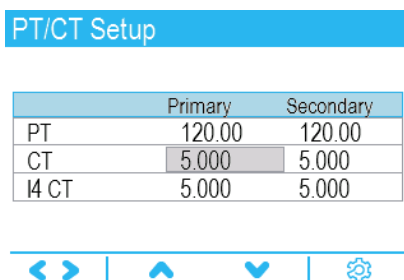 PT/CT Setup
Primary Secondary
PT 120.00 120.00
CT 5.000 5.000
I4 CT 5.000 5.000